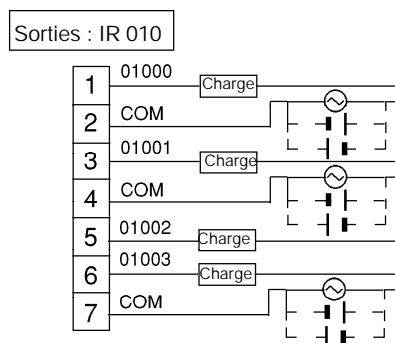 Sorties : IR 010
1 01000 Charge
2 COM
3 01001 Charge
4 COM
5 01002 Charge
6 01003 Charge
7 COM